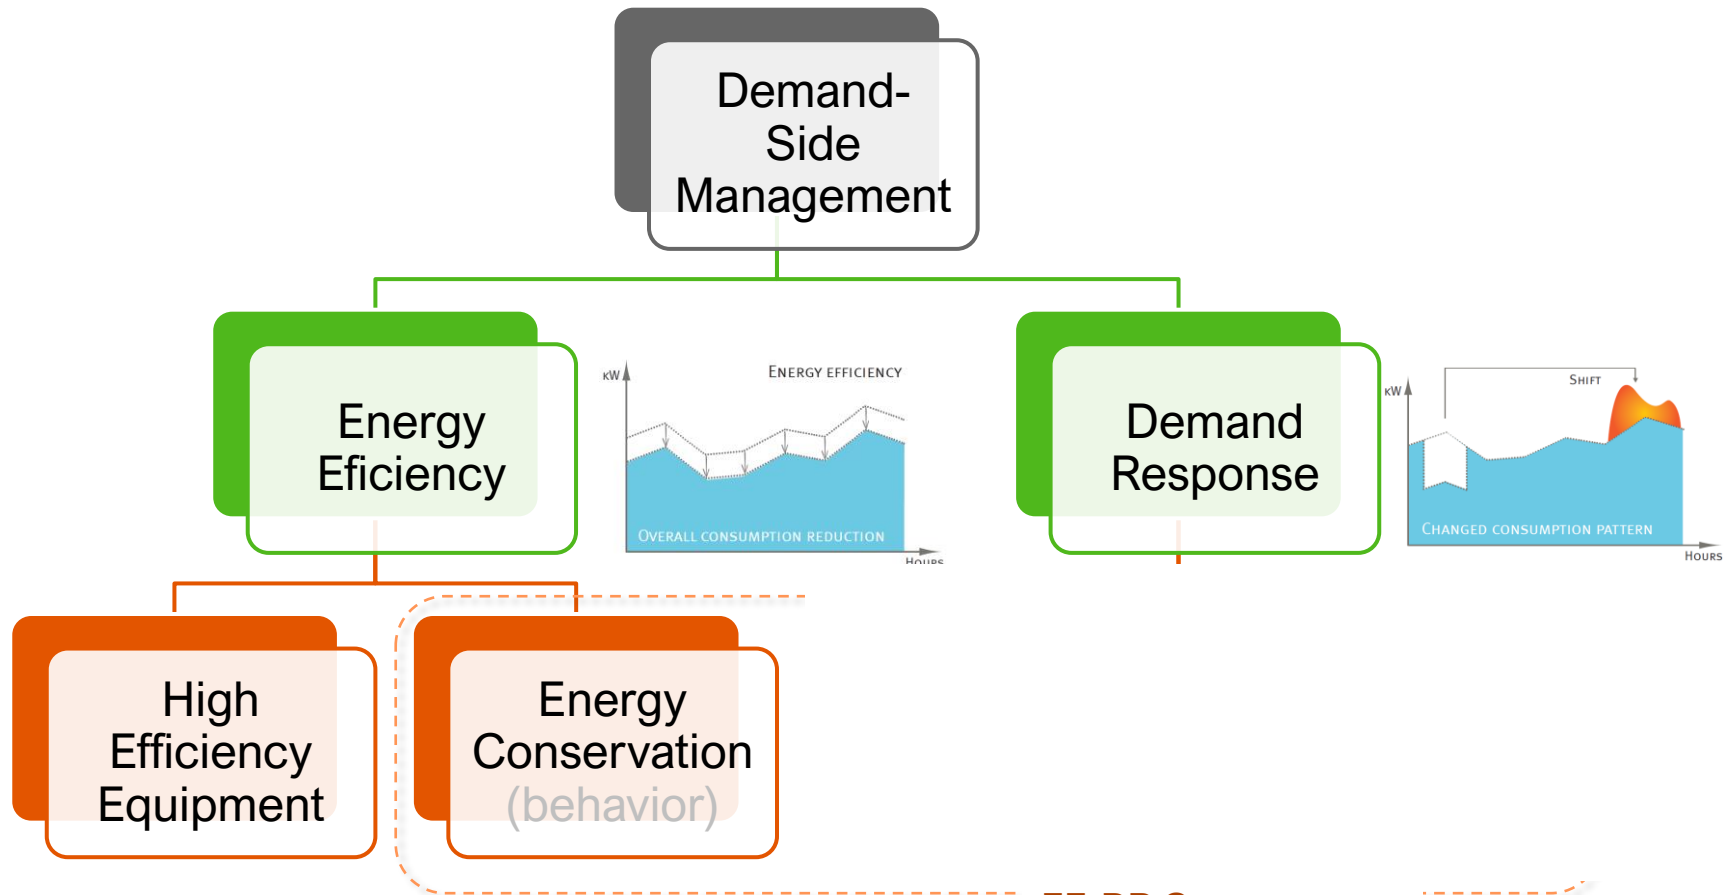 Demand-
Side
Management
Energy
Eficiency
KW
ENERGY EFFICIENCY
OVERALL CONSUMPTION REDUCTION
HOURS
Demand
Response
KW
SHIFT
CHANGED CONSUMPTION PATTERN
HOURS
High
Efficiency
Equipment
Energy
Conservation
(behavior)